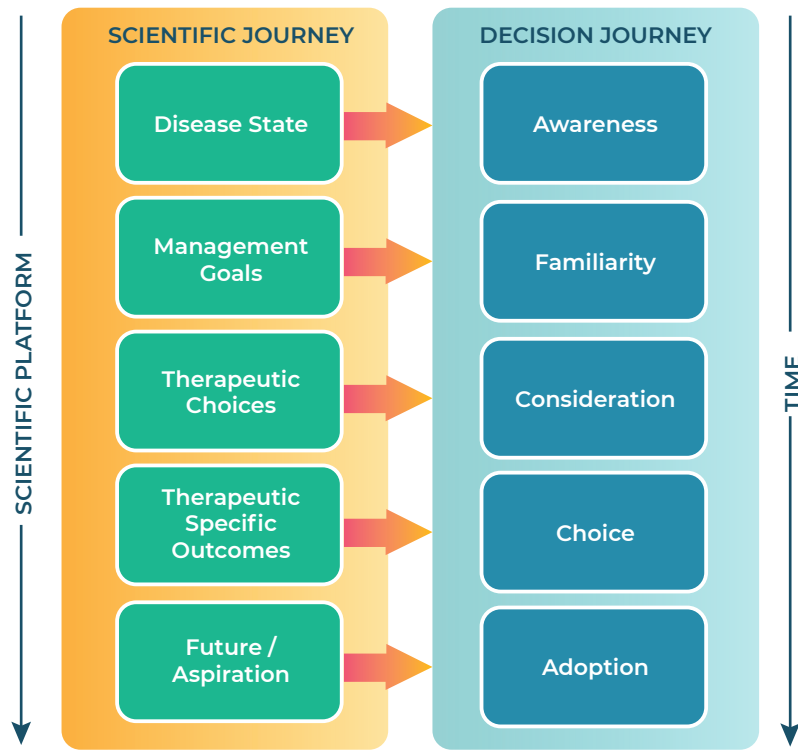 SCIENTIFIC JOURNEY
DECISION JOURNEY
Disease State
Awareness
Management
Goals
Familiarity
Therapeutic
Choices
Consideration
Therapeutic
Specific
Outcomes
Choice
Future /
Aspiration
Adoption
SCIENTIFIC PLATFORM
TIME